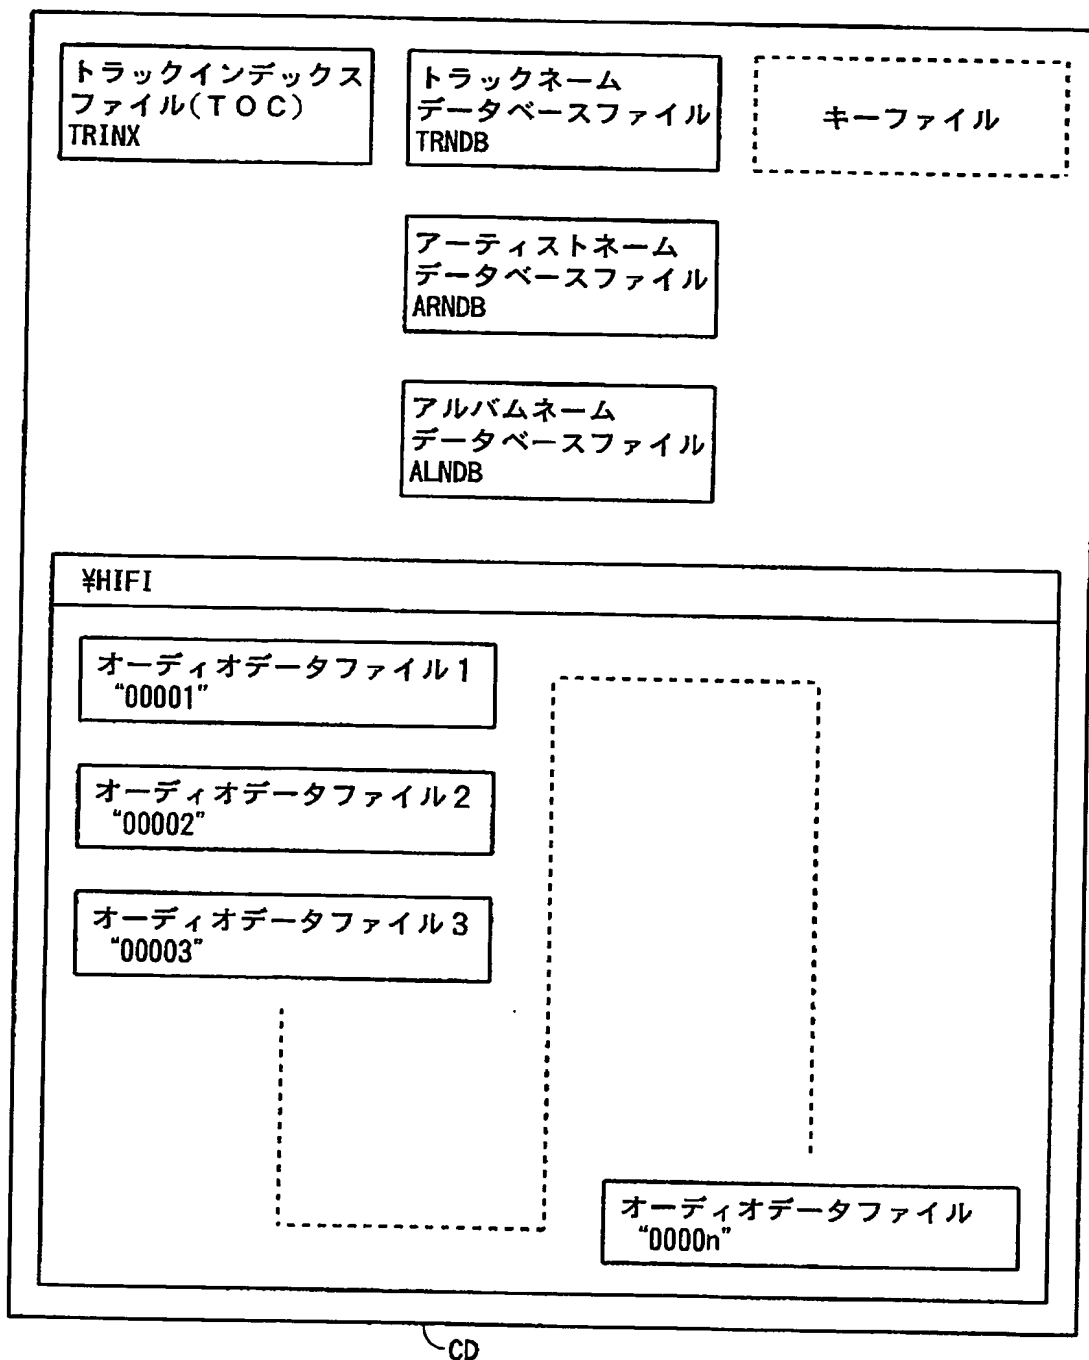 トラックインデックス
ファイル(TOC)
TRINX
トラックネーム
データベースファイル
TRNDB
キーファイル
アーティストネーム
データベースファイル
ARNDB
アルバムネーム
データベースファイル
ALNDB
¥HIFI
オーディオデータファイル1
“00001”
オーディオデータファイル2
“00002”
オーディオデータファイル3
“00003”
オーディオデータファイル
“0000n”
CD